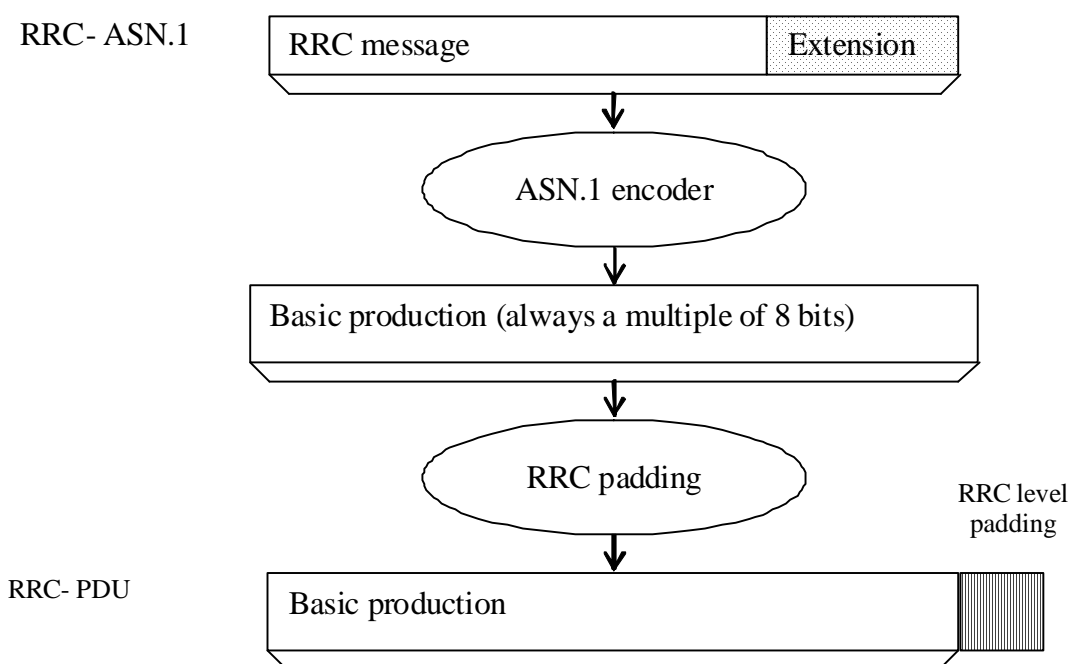 RRC- ASN.1
RRC message
Extension
ASN.1 encoder
Basic production (always a multiple of 8 bits)
RRC padding
RRC level
padding
RRC- PDU
Basic production